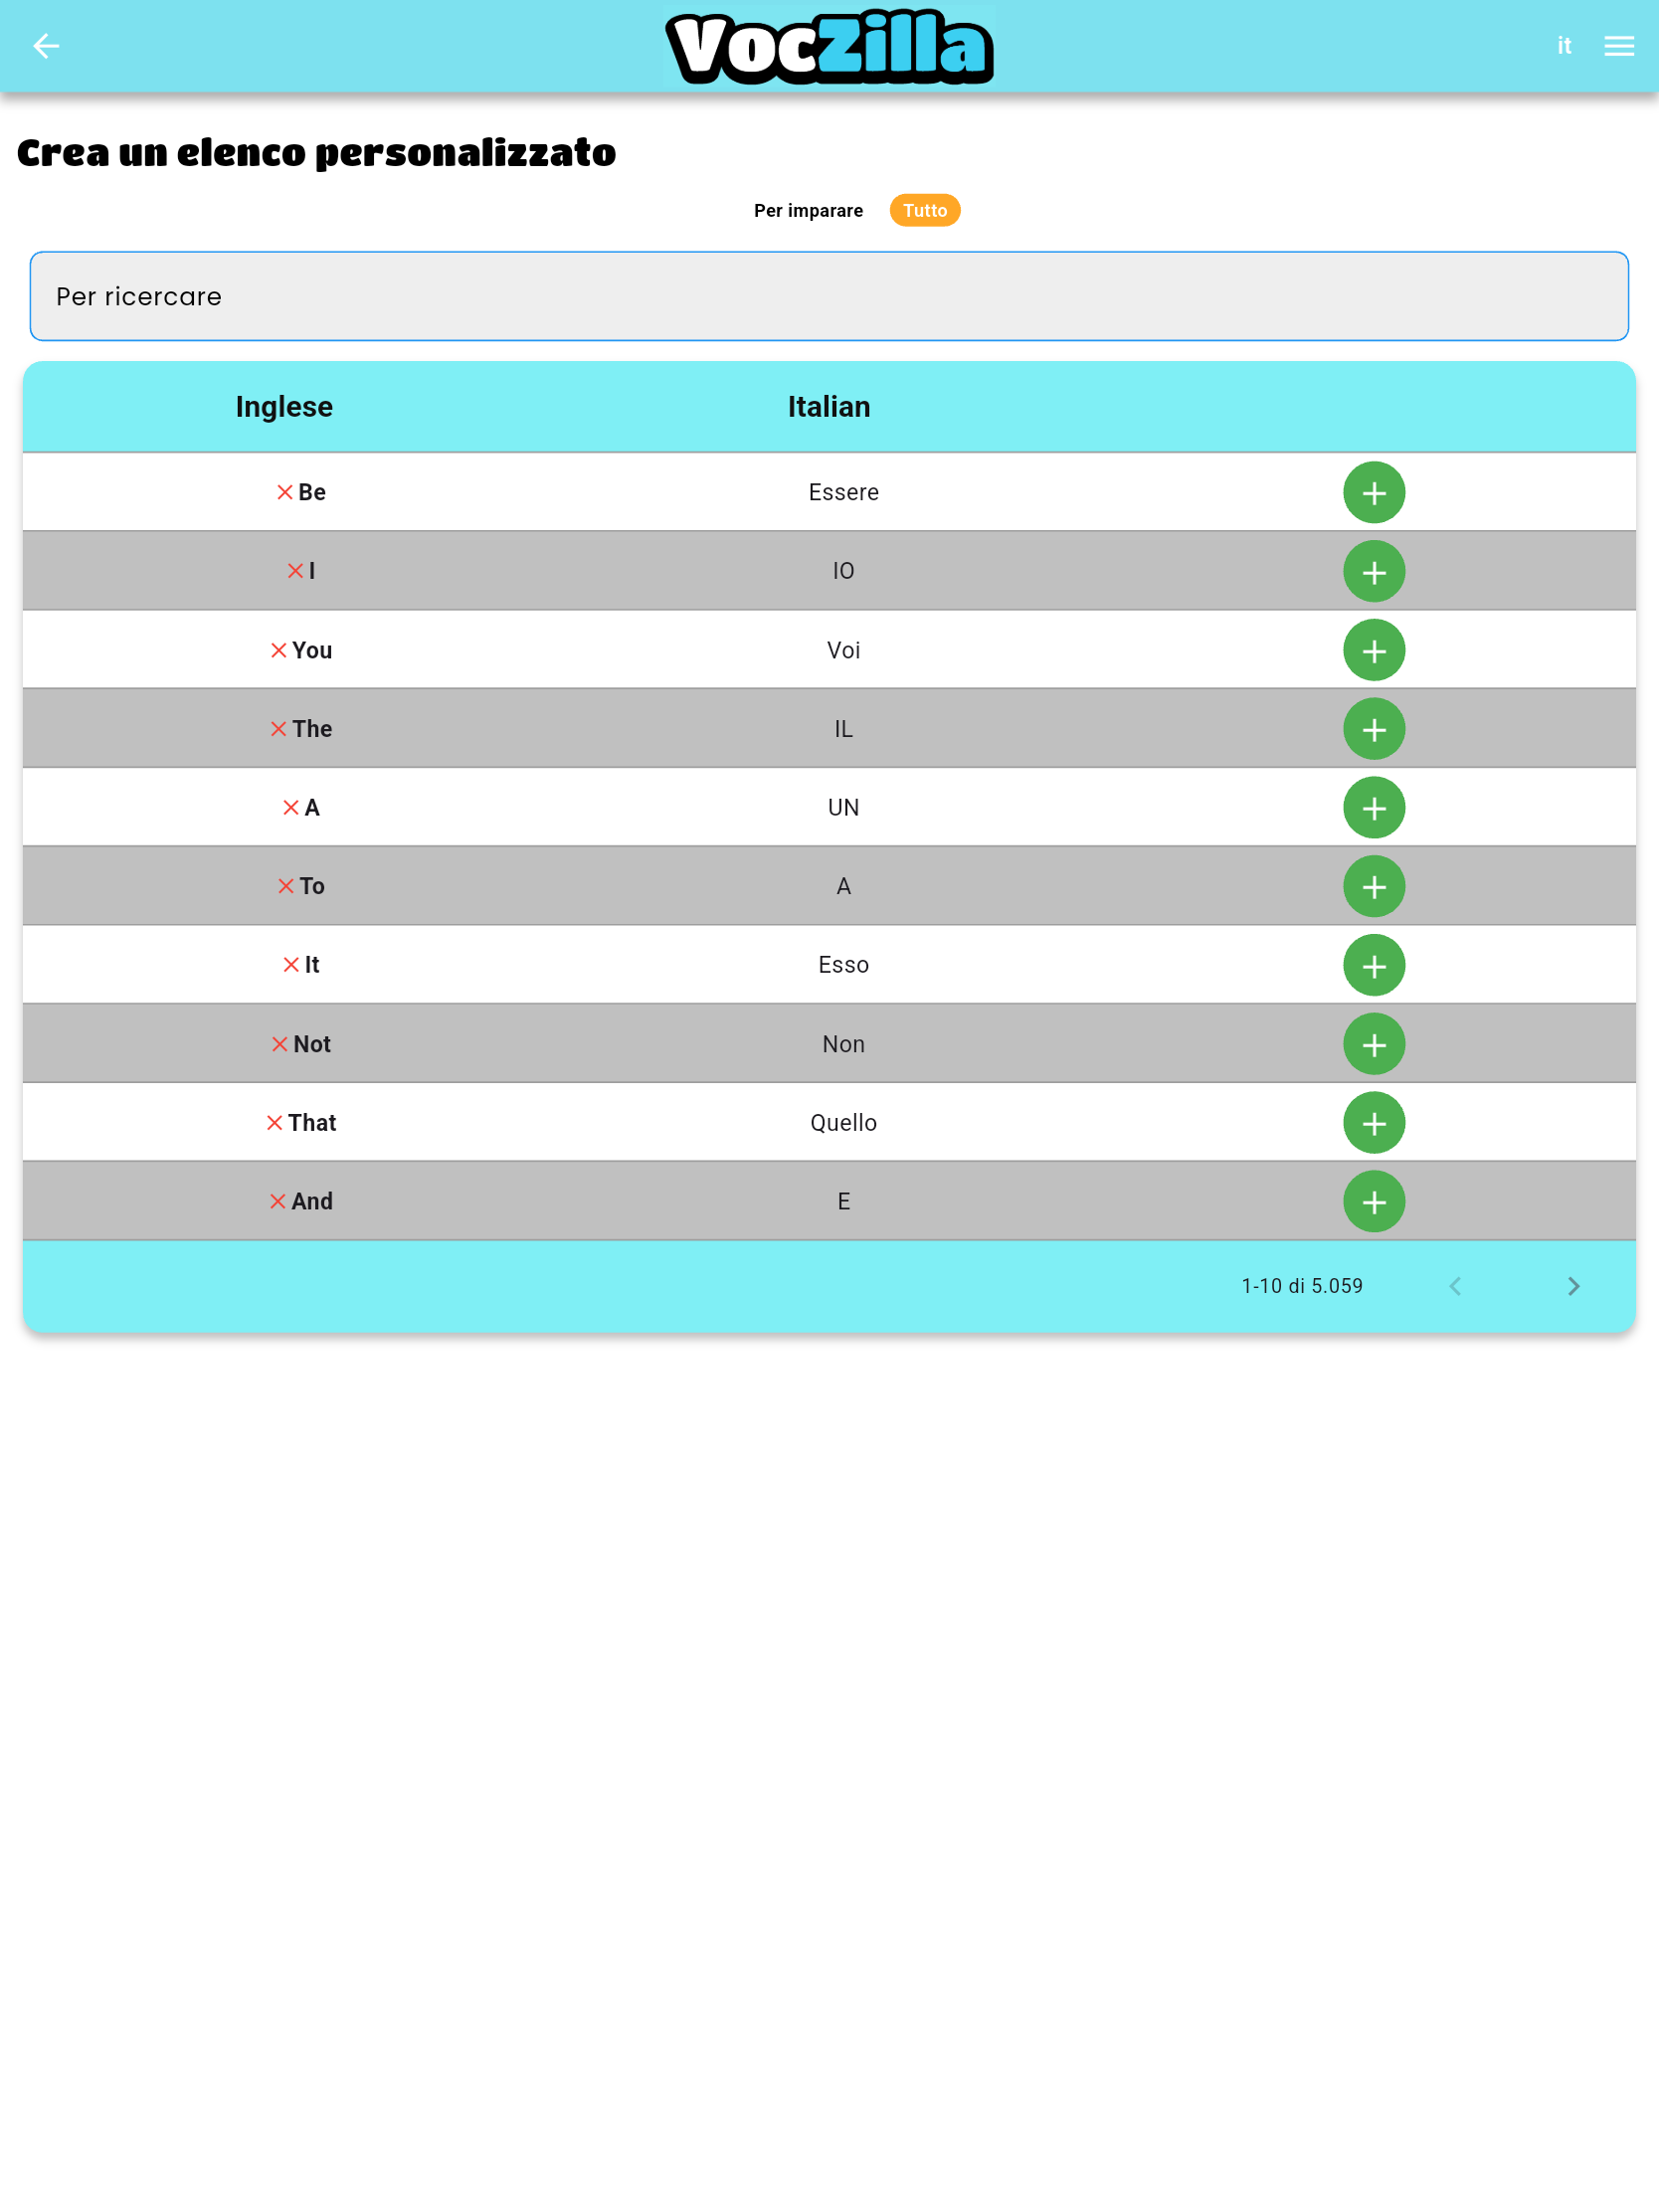 VocZilla
it
Crea un elenco personalizzato
Per imparare Tutto
Per ricercare
Inglese Italian
Be Essere
I IO
You Voi
The IL
A UN
To A
It Esso
Not Non
That Quello
And E
1-10 di 5.059